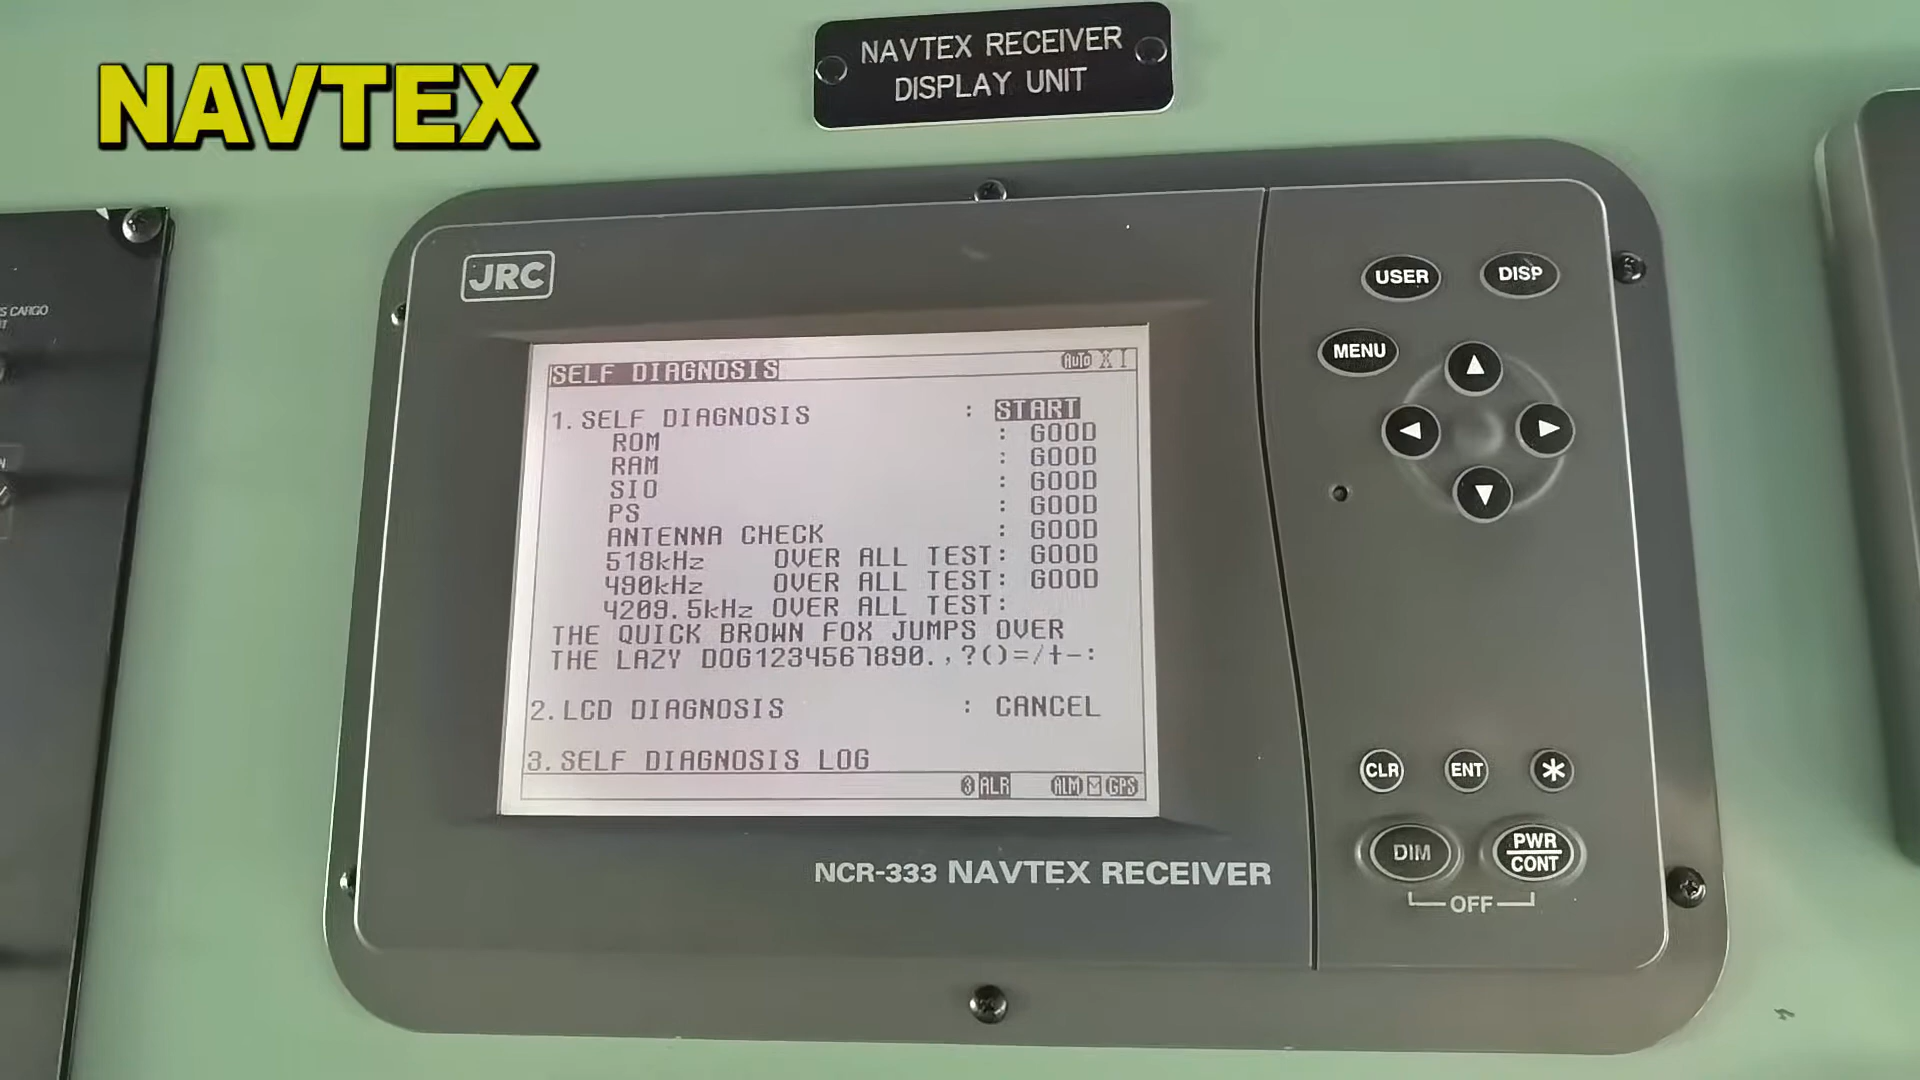 NAVTEX
NAVTEX RECEIVER
DISPLAY UNIT
S CARGO
JRC
SELF DIAGNOSIS
AUTO
1.SELF DIAGNOSIS : START
ROM : GOOD
RAM : GOOD
SIO : GOOD
PS : GOOD
ANTENNA CHECK : GOOD
518kHz OVER ALL TEST: GOOD
490kHz OVER ALL TEST: GOOD
4209.5kHz OVER ALL TEST:
THE QUICK BROWN FOX JUMPS OVER
THE LAZY DOG1234567890.,?()=/+-:
2.LCD DIAGNOSIS : CANCEL
3.SELF DIAGNOSIS LOG
3 ALR ALM GPS
NCR-333 NAVTEX RECEIVER
USER DISP
MENU
CLR ENT *
DIM PWR
CONT
OFF